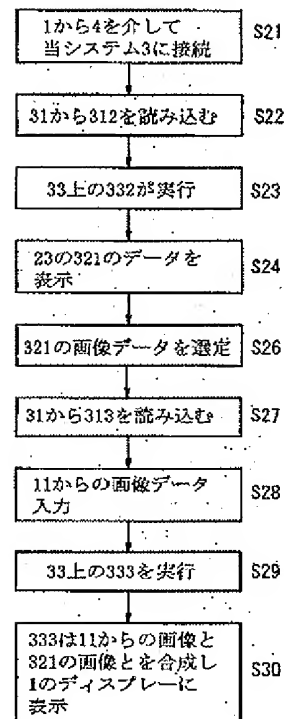 1から4を介して
当システム3に接続
S21
31から312を読み込む
S22
33上の332が実行
S23
23の321のデータを
表示
S24
321の画像データを選定
S26
31から313を読み込む
S27
11からの画像データ
入力
S28
33上の333を実行
S29
333は11からの画像と
321の画像とを合成し
1のディスプレーに
表示
S30